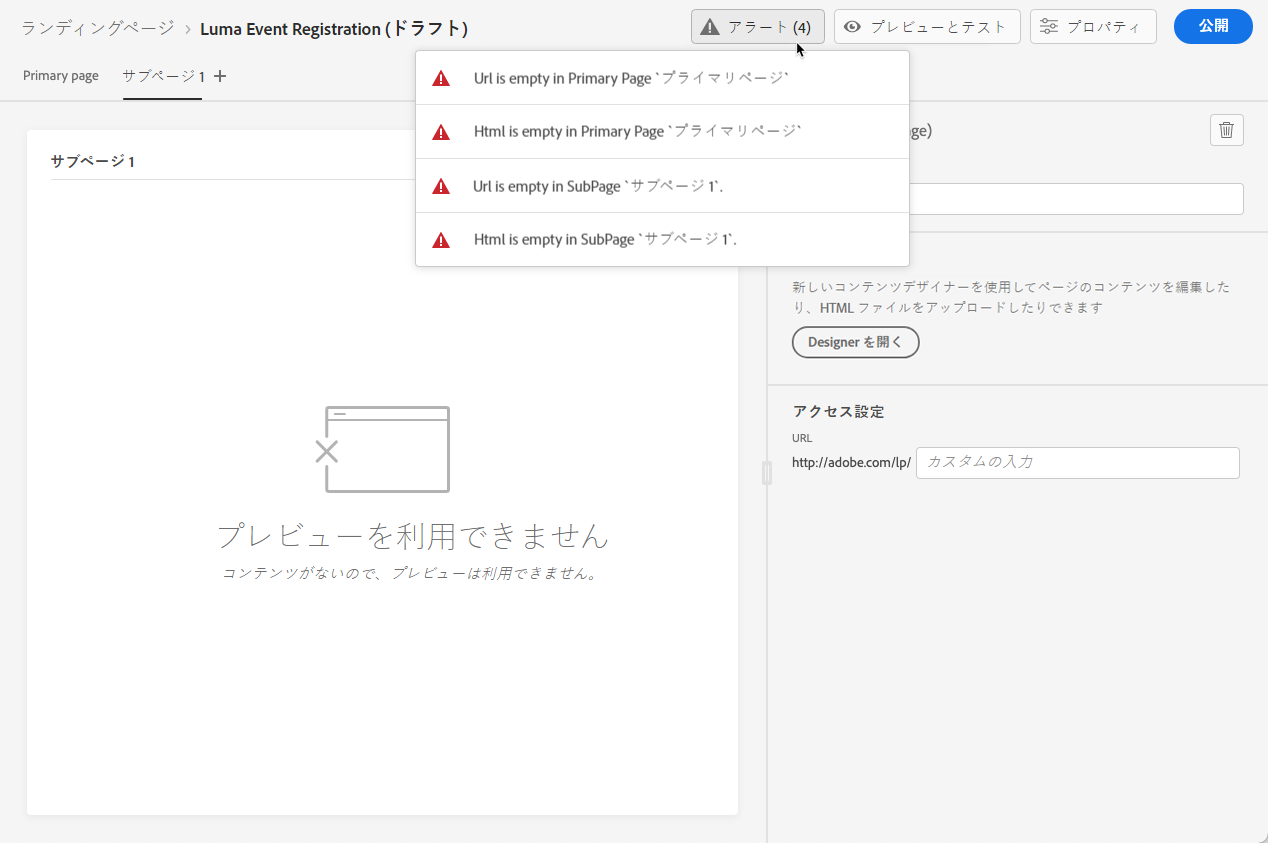 ランディングページ › Luma Event Registration (ドラフト)
アラート (4)
プレビューとテスト
プロパティ
公開
Primary page
サブページ 1 +
Url is empty in Primary Page `プライマリページ`
Html is empty in Primary Page `プライマリページ`
Url is empty in SubPage `サブページ 1`.
Html is empty in SubPage `サブページ 1`.
サブページ 1
プレビューを利用できません
コンテンツがないので、プレビューは利用できません。
新しいコンテンツデザイナーを使用してページのコンテンツを編集した
り、HTML ファイルをアップロードしたりできます
Designer を開く
アクセス設定
URL
http://adobe.com/lp/
カスタムの入力